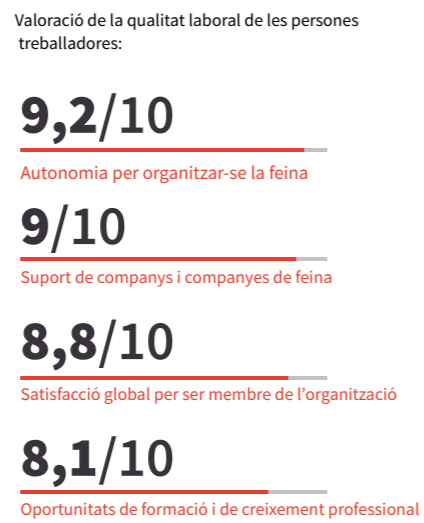 Valoració de la qualitat laboral de les persones
treballadores:
9,2/10
Autonomia per organitzar-se la feina
9/10
Suport de companys i companyes de feina
8,8/10
Satisfacció global per ser membre de l’organització
8,1/10
Oportunitats de formació i de creixement professional